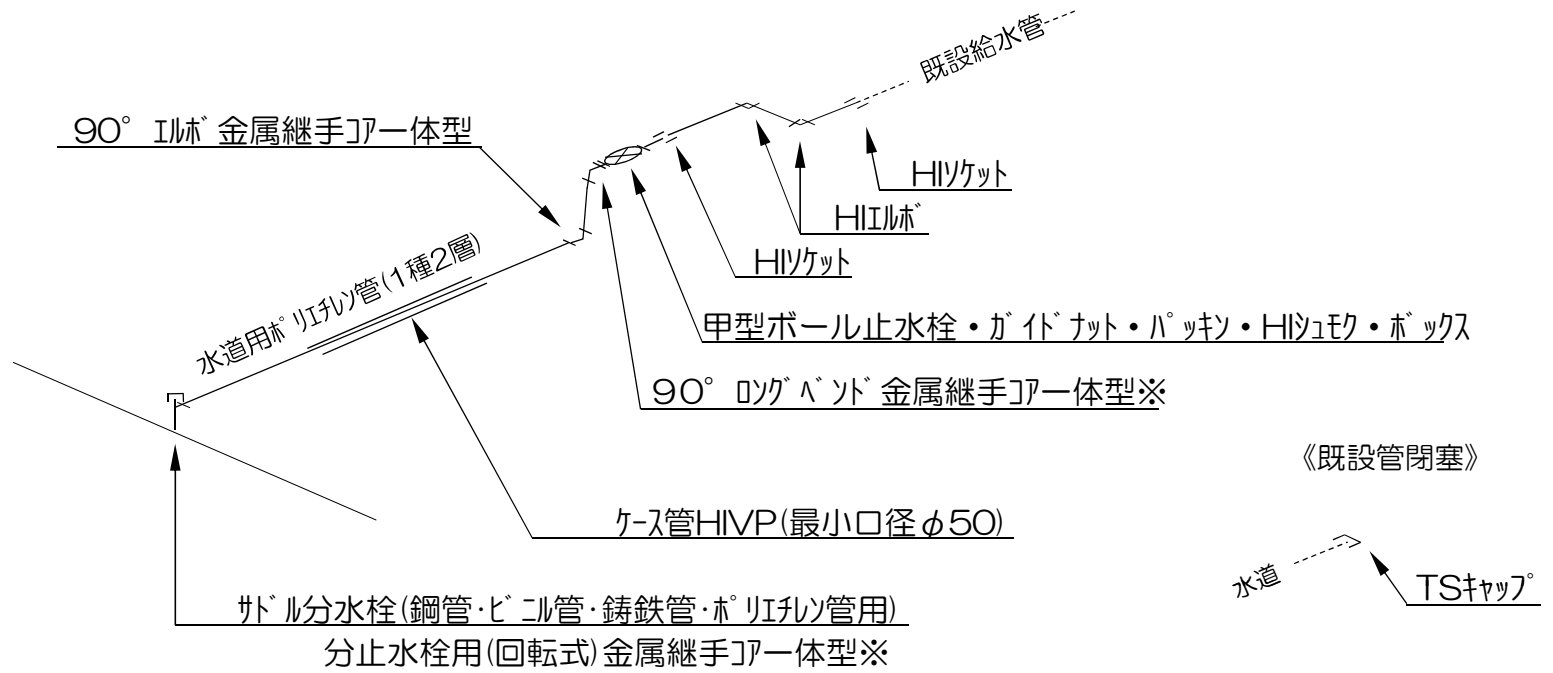 既設給水管
90° ｴﾙﾎﾞ 金属継手ｺｱ一体型
HIｿｹｯﾄ
HIｴﾙﾎﾞ
水道用ﾎﾟﾘｴﾁﾚﾝ管(1種2層)
HIｿｹｯﾄ
甲型ボール止水栓・ｶﾞｲﾄﾞﾅｯﾄ・ﾊﾟｯｷﾝ・HIｼｭﾓｸ・ﾎﾞｯｸｽ
90° ﾛﾝｸﾞﾍﾞﾝﾄﾞ 金属継手ｺｱ一体型※
《既設管閉塞》
ｹｰｽ管HIVP(最小口径φ50)
水道
TSｷｬｯﾌﾟ
ｻﾄﾞﾙ分水栓(鋼管･ﾋﾞﾆﾙ管･鋳鉄管･ﾎﾟﾘｴﾁﾚﾝ管用)
分止水栓用(回転式)金属継手ｺｱ一体型※